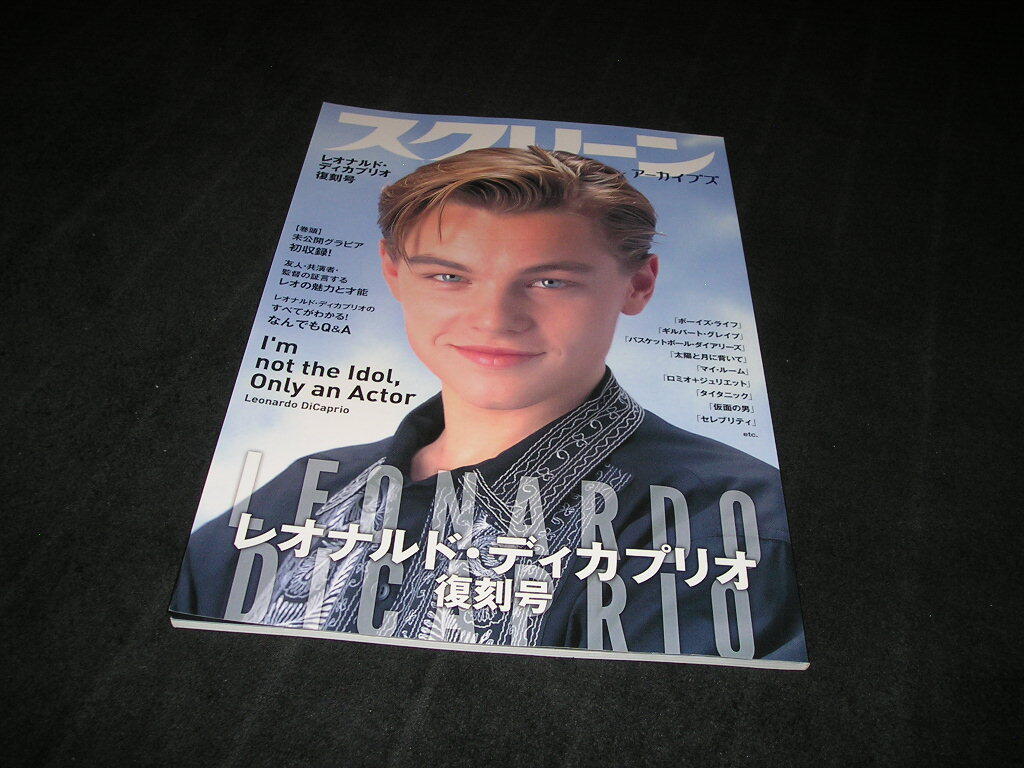 スクリーン
アーカイブズ
レオナルド・
ディカプリオ
復刻号
【巻頭】
未公開グラビア
初収録!
友人・共演者・
監督の証言する
レオの魅力と才能
レオナルド・ディカプリオの
すべてがわかる!
なんでもQ&A
I'm
not the Idol,
Only an Actor
Leonardo DiCaprio
『ボーイズ・ライフ』
『ギルバート・グレイプ』
『バスケットボール・ダイアリーズ』
『太陽と月に背いて』
『マイ・ルーム』
『ロミオ+ジュリエット』
『タイタニック』
『仮面の男』
『セレブリティ』
etc.
LEONARDO
レオナルド・ディカプリオ
DICAPRIO
復刻号